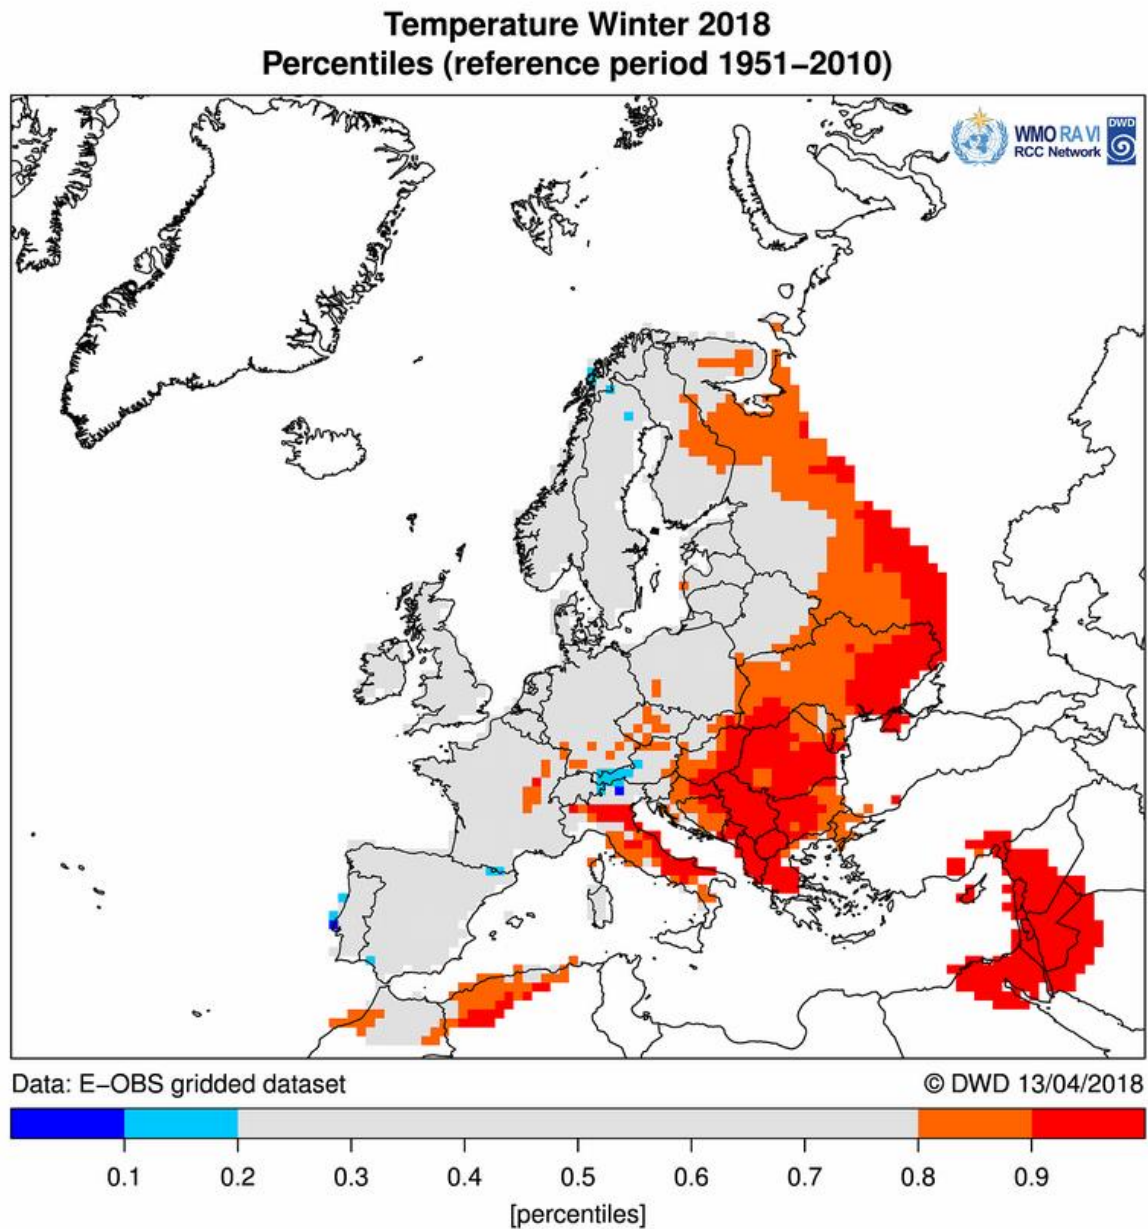 Temperature Winter 2018
Percentiles (reference period 1951−2010)
WMO RA VI
RCC Network
DWD
Data: E−OBS gridded dataset
© DWD 13/04/2018
0.1 0.2 0.3 0.4 0.5 0.6 0.7 0.8 0.9
[percentiles]